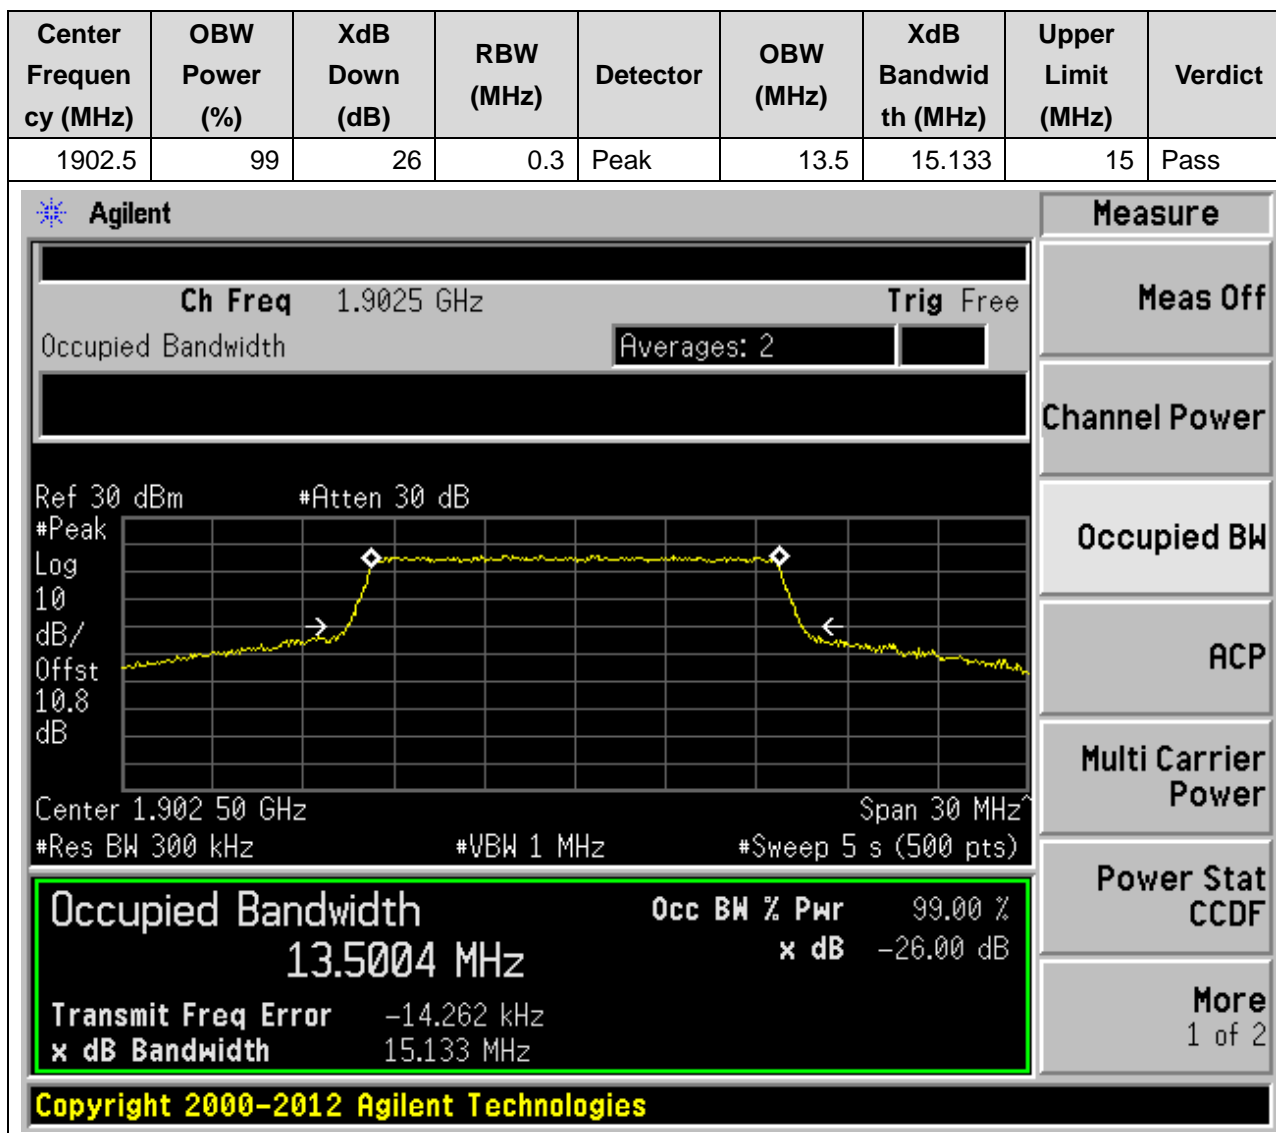 Center Frequen cy (MHz) OBW Power (%) XdB Down (dB) RBW (MHz) Detector OBW (MHz) XdB Bandwid th (MHz) Upper Limit (MHz) Verdict
1902.5 99 26 0.3 Peak 13.5 15.133 15 Pass
Agilent
Measure
Ch Freq 1.9025 GHz Trig Free
Meas Off
Occupied Bandwidth Averages: 2
Channel Power
Ref 30 dBm #Atten 30 dB
#Peak
Log
10
dB/
Offst
10.8
dB
Occupied BW
ACP
Multi Carrier
Power
Center 1.902 50 GHz Span 30 MHz^
#Res BW 300 kHz #VBW 1 MHz #Sweep 5 s (500 pts)
Power Stat
CCDF
Occupied Bandwidth Occ BW % Pwr 99.00 %
13.5004 MHz x dB -26.00 dB
Transmit Freq Error -14.262 kHz
x dB Bandwidth 15.133 MHz
More
1 of 2
Copyright 2000-2012 Agilent Technologies